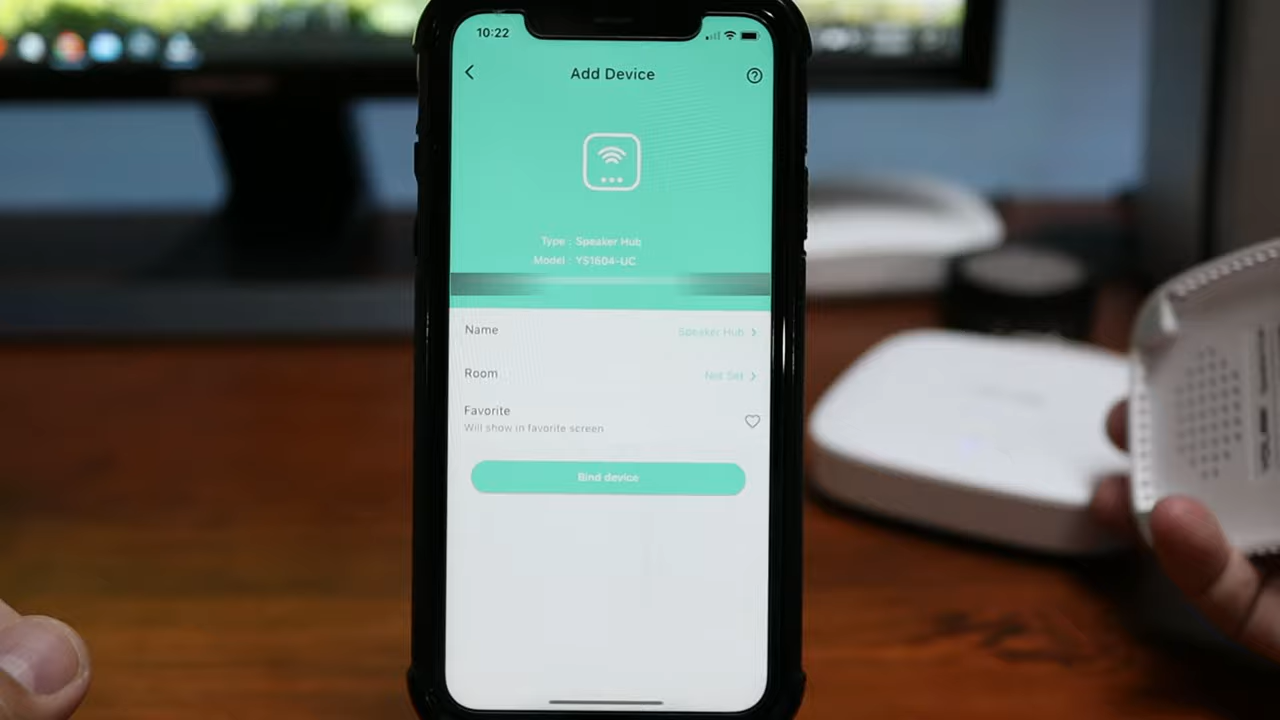 10:22
Add Device
Type : Speaker Hub
Model : YS1604-UC
Name
Speaker Hub
Room
Not Set
Favorite
Will show in favorite screen
Bind device